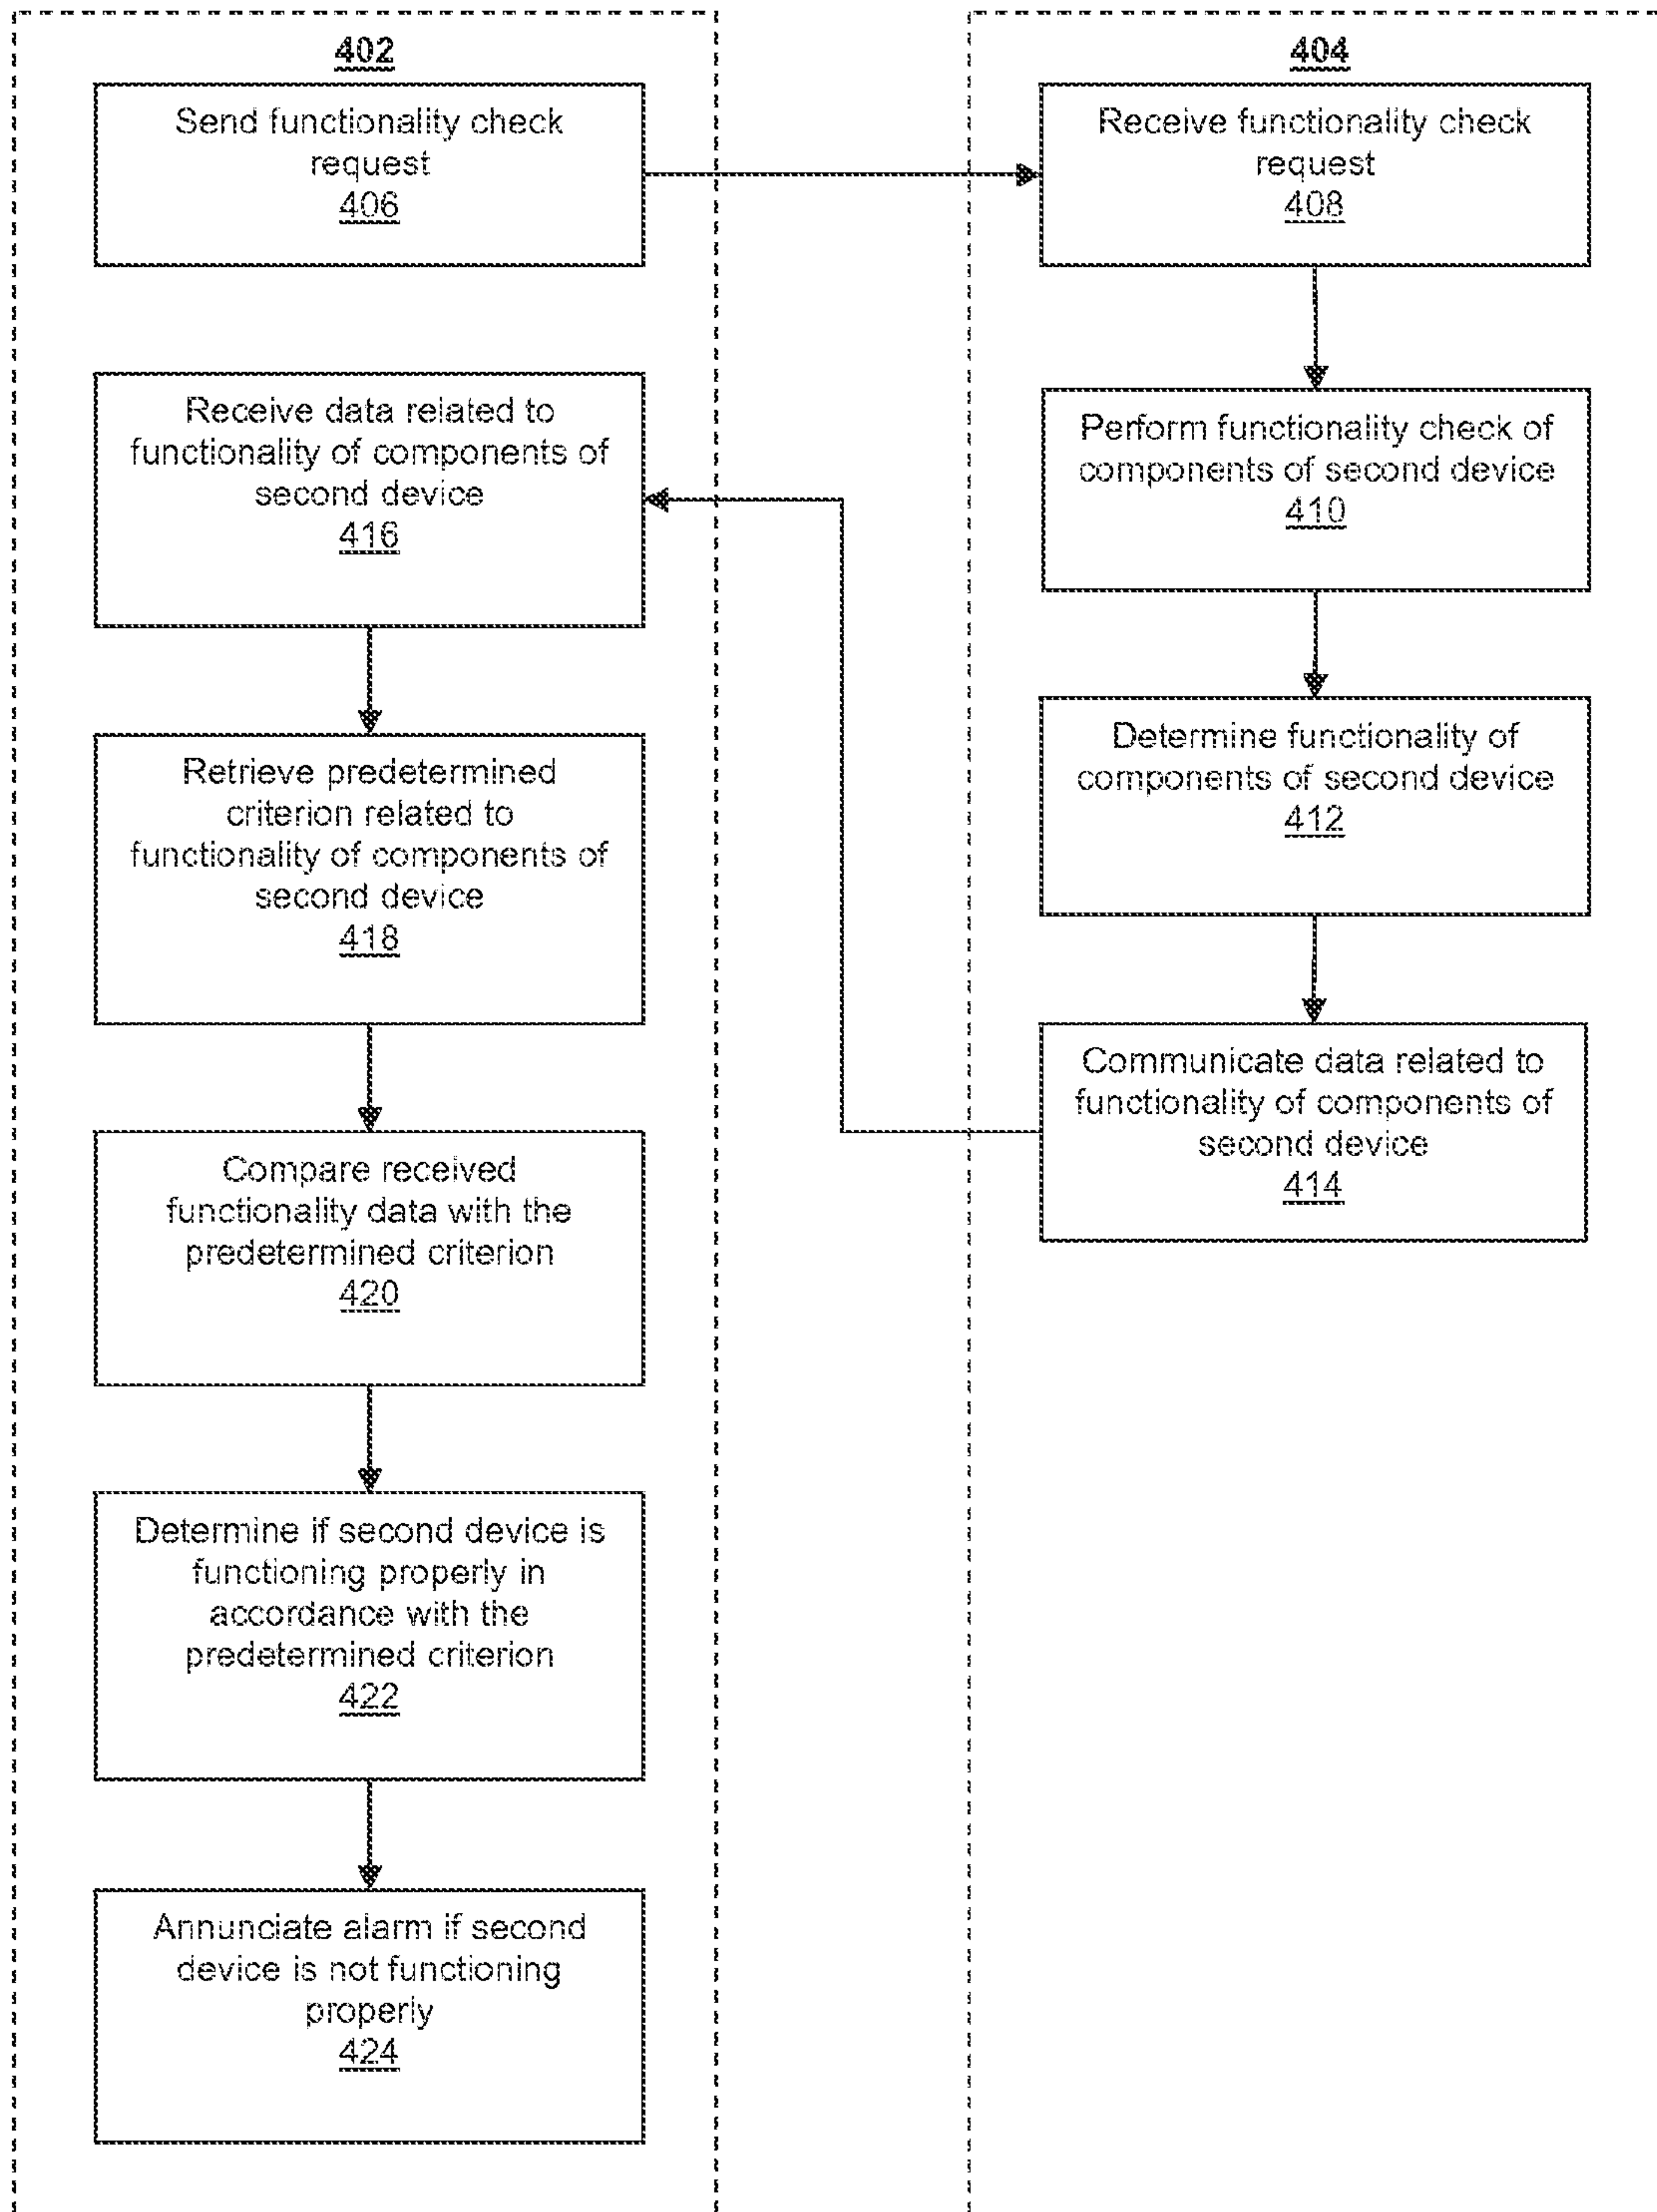 402
Send functionality check
request
406
Receive data related to
functionality of components of
second device
416
Retrieve predetermined
criterion related to
functionality of components of
second device
418
Compare received
functionality data with the
predetermined criterion
420
Determine if second device is
functioning properly in
accordance with the
predetermined criterion
422
Annunciate alarm if second
device is not functioning
properly
424
404
Receive functionality check
request
408
Perform functionality check of
components of second device
410
Determine functionality of
components of second device
412
Communicate data related to
functionality of components of
second device
414